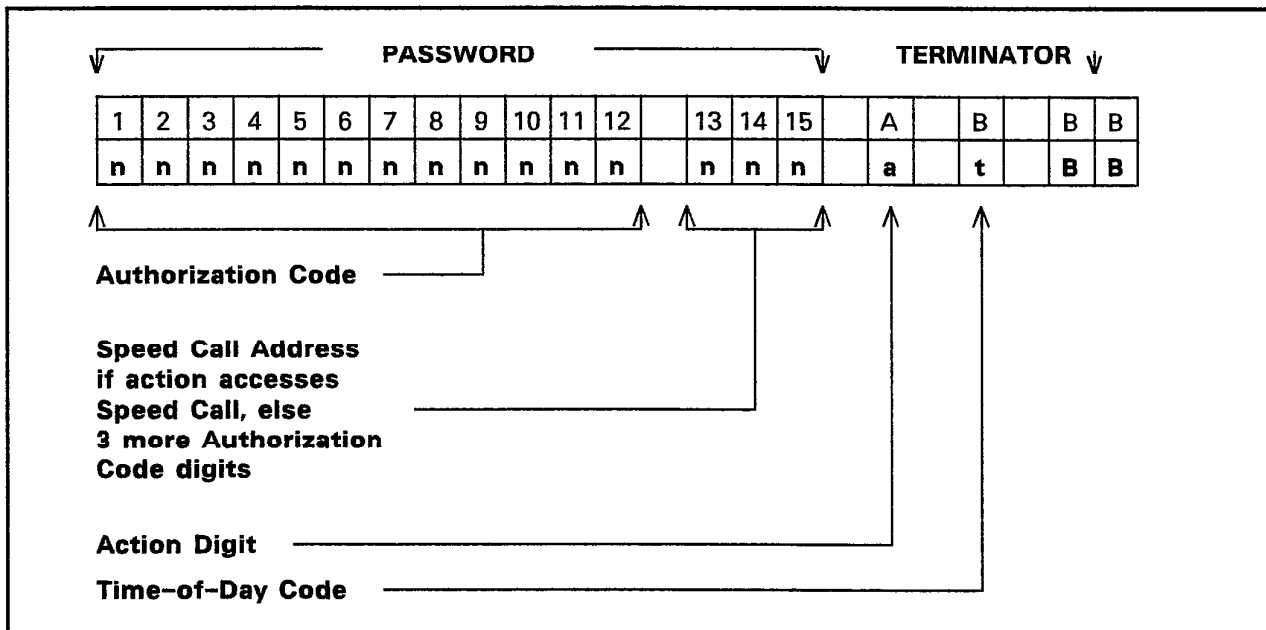 PASSWORD TERMINATOR
1 2 3 4 5 6 7 8 9 10 11 12 13 14 15 A B B B
n n n n n n n n n n n n n n n a t B B
Authorization Code
Speed Call Address
if action accesses
Speed Call, else
3 more Authorization
Code digits
Action Digit
Time-of-Day Code